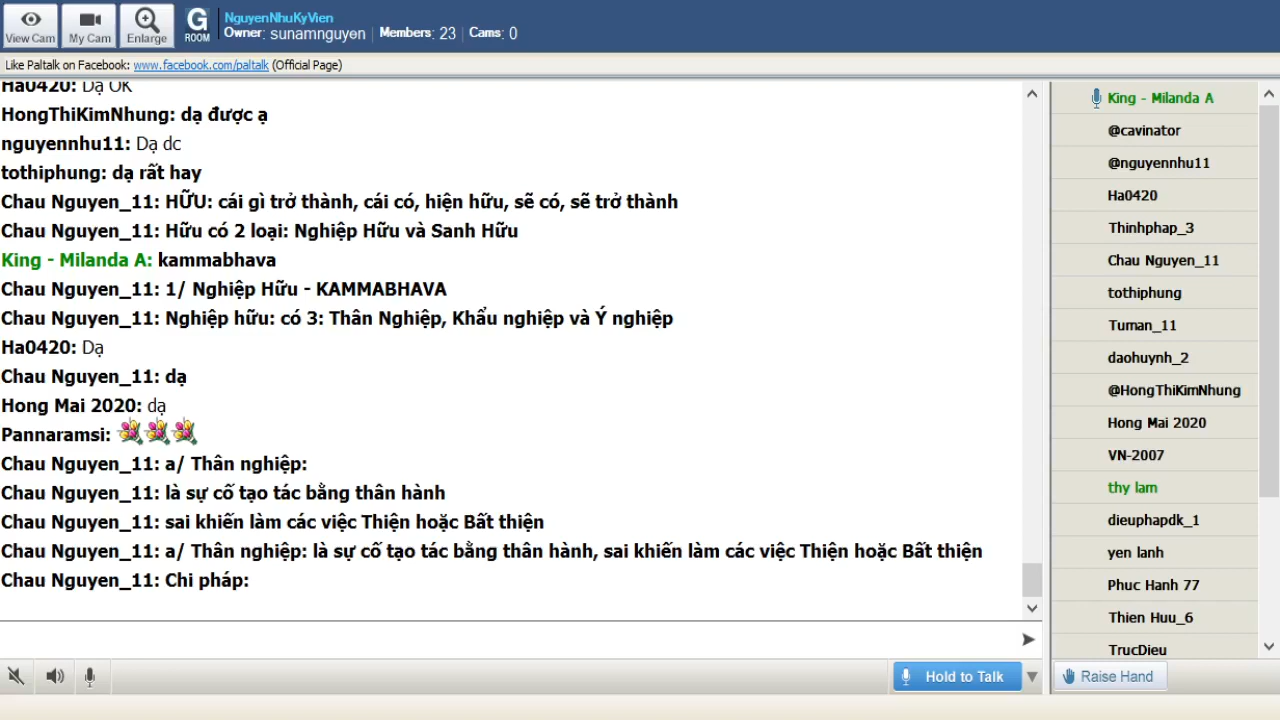 View Cam
My Cam
Enlarge
G
ROOM
NguyenNhuKyVien
Owner: sunamnguyen
Members: 23
Cams: 0
Like Paltalk on Facebook: www.facebook.com/paltalk (Official Page)
Ha0420: Dạ OK
HongThiKimNhung: dạ được ạ
nguyennhu11: Dạ dc
tothiphung: dạ rất hay
Chau Nguyen_11: HỮU: cái gì trở thành, cái có, hiện hữu, sẽ có, sẽ trở thành
Chau Nguyen_11: Hữu có 2 loại: Nghiệp Hữu và Sanh Hữu
King - Milanda A: kammabhava
Chau Nguyen_11: 1/ Nghiệp Hữu - KAMMABHAVA
Chau Nguyen_11: Nghiệp hữu: có 3: Thân Nghiệp, Khẩu nghiệp và Ý nghiệp
Ha0420: Dạ
Chau Nguyen_11: dạ
Hong Mai 2020: dạ
Pannaramsi:
Chau Nguyen_11: a/ Thân nghiệp:
Chau Nguyen_11: là sự cố tạo tác bằng thân hành
Chau Nguyen_11: sai khiến làm các việc Thiện hoặc Bất thiện
Chau Nguyen_11: a/ Thân nghiệp: là sự cố tạo tác bằng thân hành, sai khiến làm các việc Thiện hoặc Bất thiện
Chau Nguyen_11: Chi pháp:
King - Milanda A
@cavinator
@nguyennhu11
Ha0420
Thinhphap_3
Chau Nguyen_11
tothiphung
Tuman_11
daohuynh_2
@HongThiKimNhung
Hong Mai 2020
VN-2007
thy lam
dieuphapdk_1
yen lanh
Phuc Hanh 77
Thien Huu_6
TrucDieu
Hold to Talk
Raise Hand